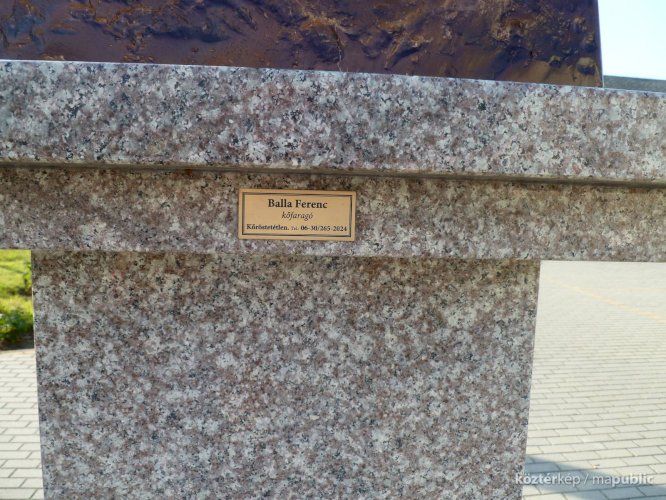 Balla Ferenc
kőfaragó
Kőröstetétlen. Tel. 06-30/265-2024
köztérkép / mapublic